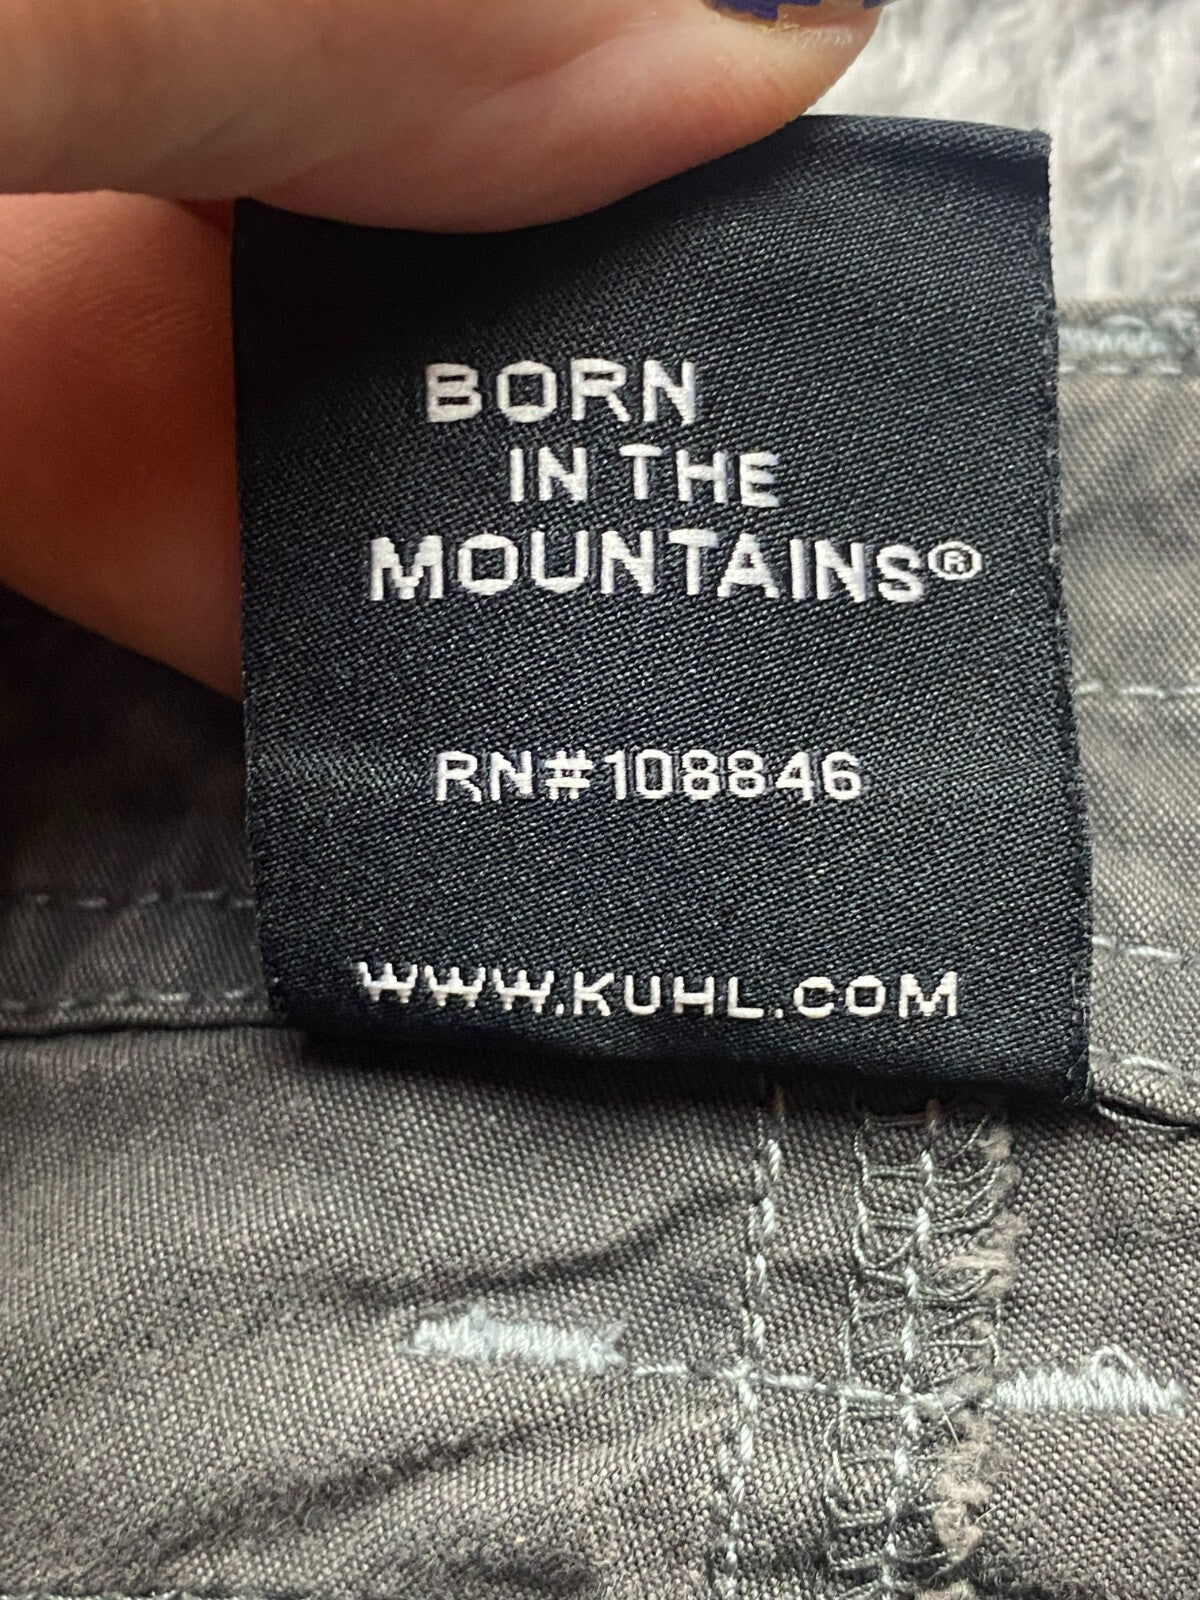 BORN
IN THE
MOUNTAINS®
RN#108846
WWW.KUHL.COM